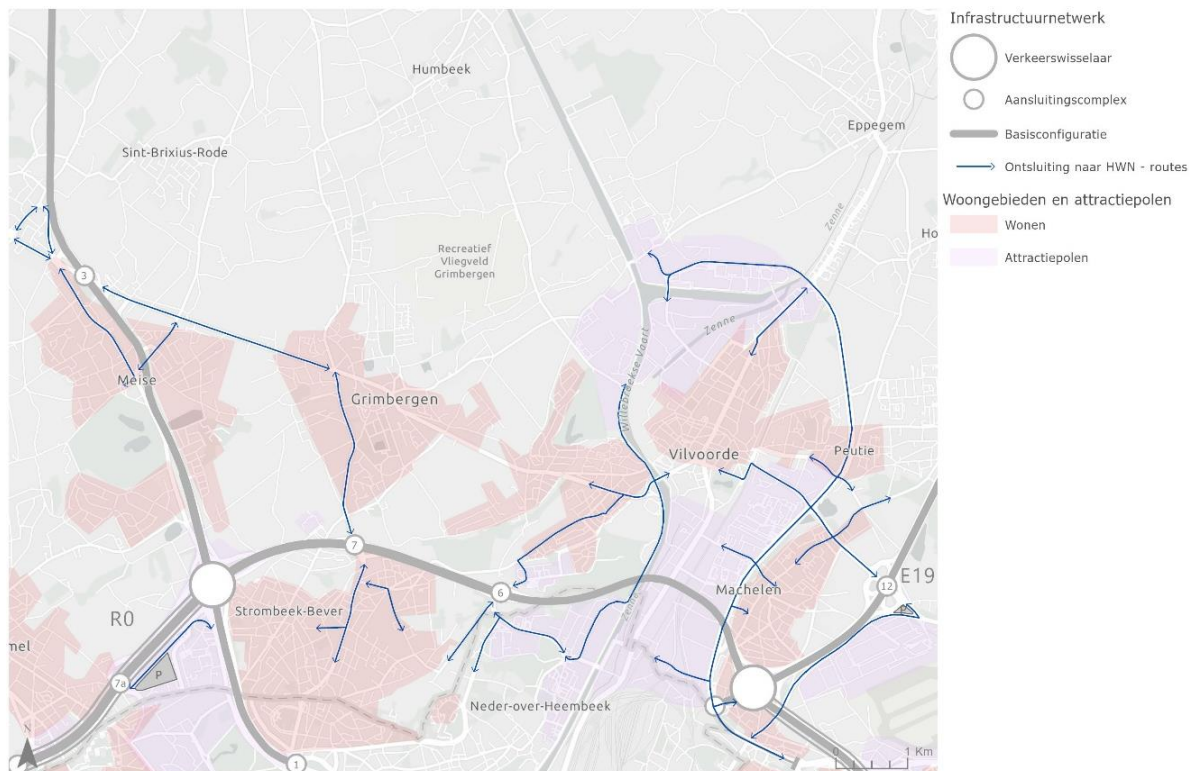 Infrastructuurnetwerk
Verkeerswisselaar
Aansluitingscomplex
Basisconfiguratie
Ontsluiting naar HWN - routes
Woongebieden en attractiepolen
Wonen
Attractiepolen
Humbeek
Eppegem
Sint-Brixius-Rode
Zenne
Ho
Recreatief
Vliegveld
Grimbergen
3
Zenne
Willebroekse Vaart
Meise
Grimbergen
Vilvoorde
Peutie
7
E19
12
6
Machelen
R0
Strombeek-Bever
Zenne
mel
7a
P
Neder-over-Heembeek
N
1
0
1 Km